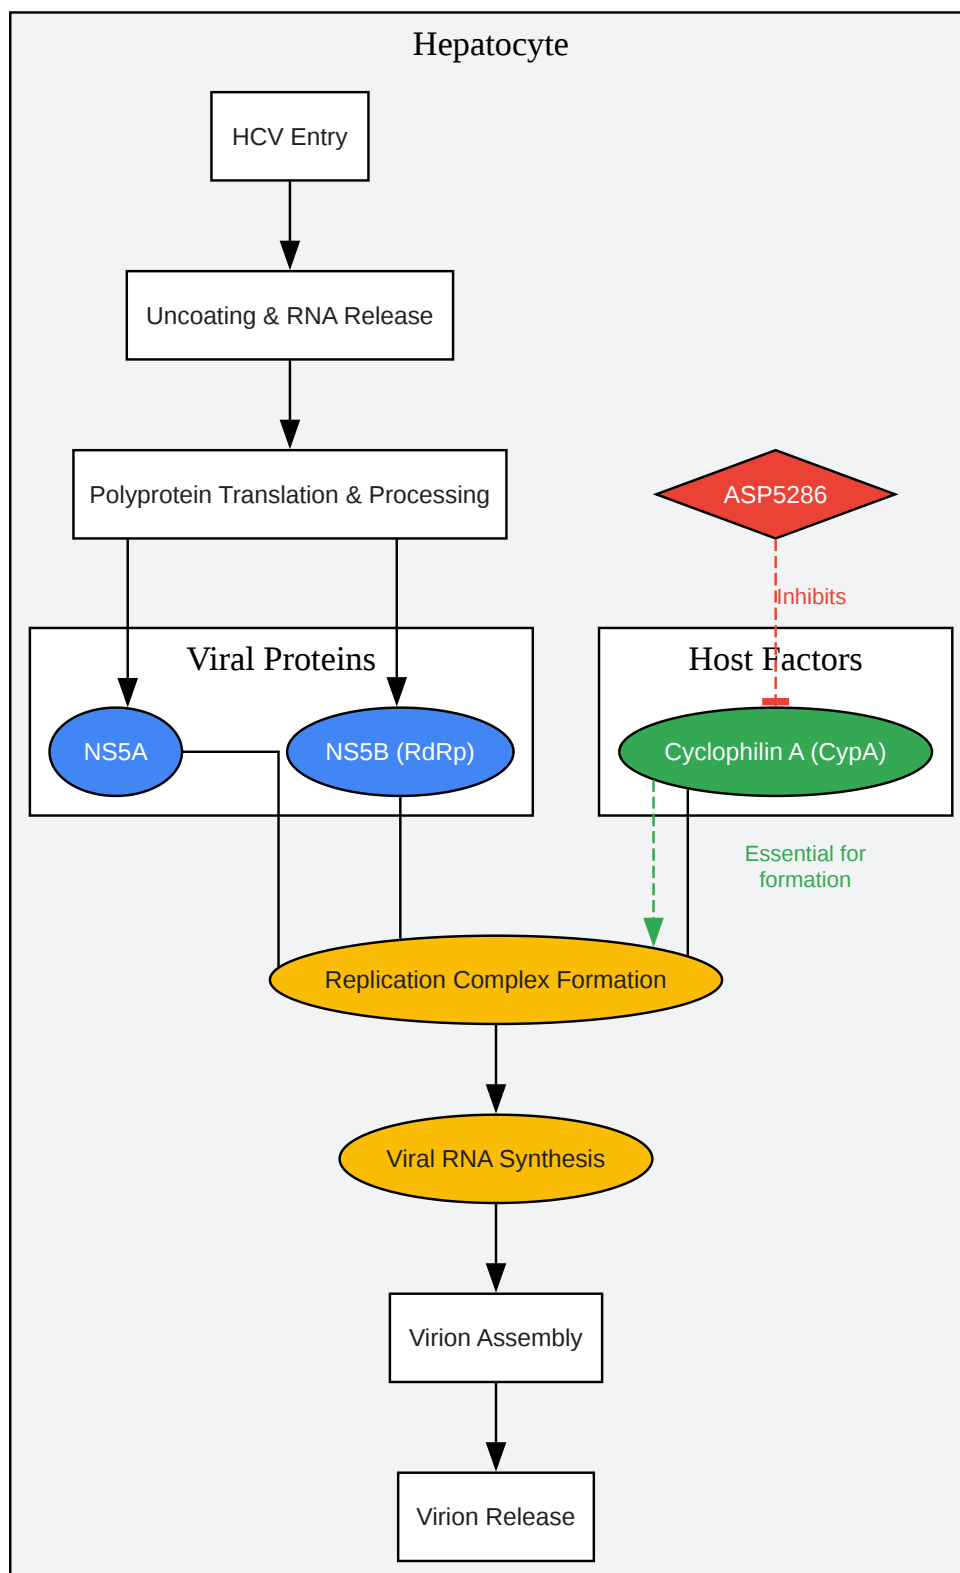 Hepatocyte
HCV Entry
Uncoating & RNA Release
Polyprotein Translation & Processing
ASP5286
Inhibits
Viral Proteins
Host Factors
NS5A
NS5B (RdRp)
Cyclophilin A (CypA)
Essential for
formation
Replication Complex Formation
Viral RNA Synthesis
Virion Assembly
Virion Release